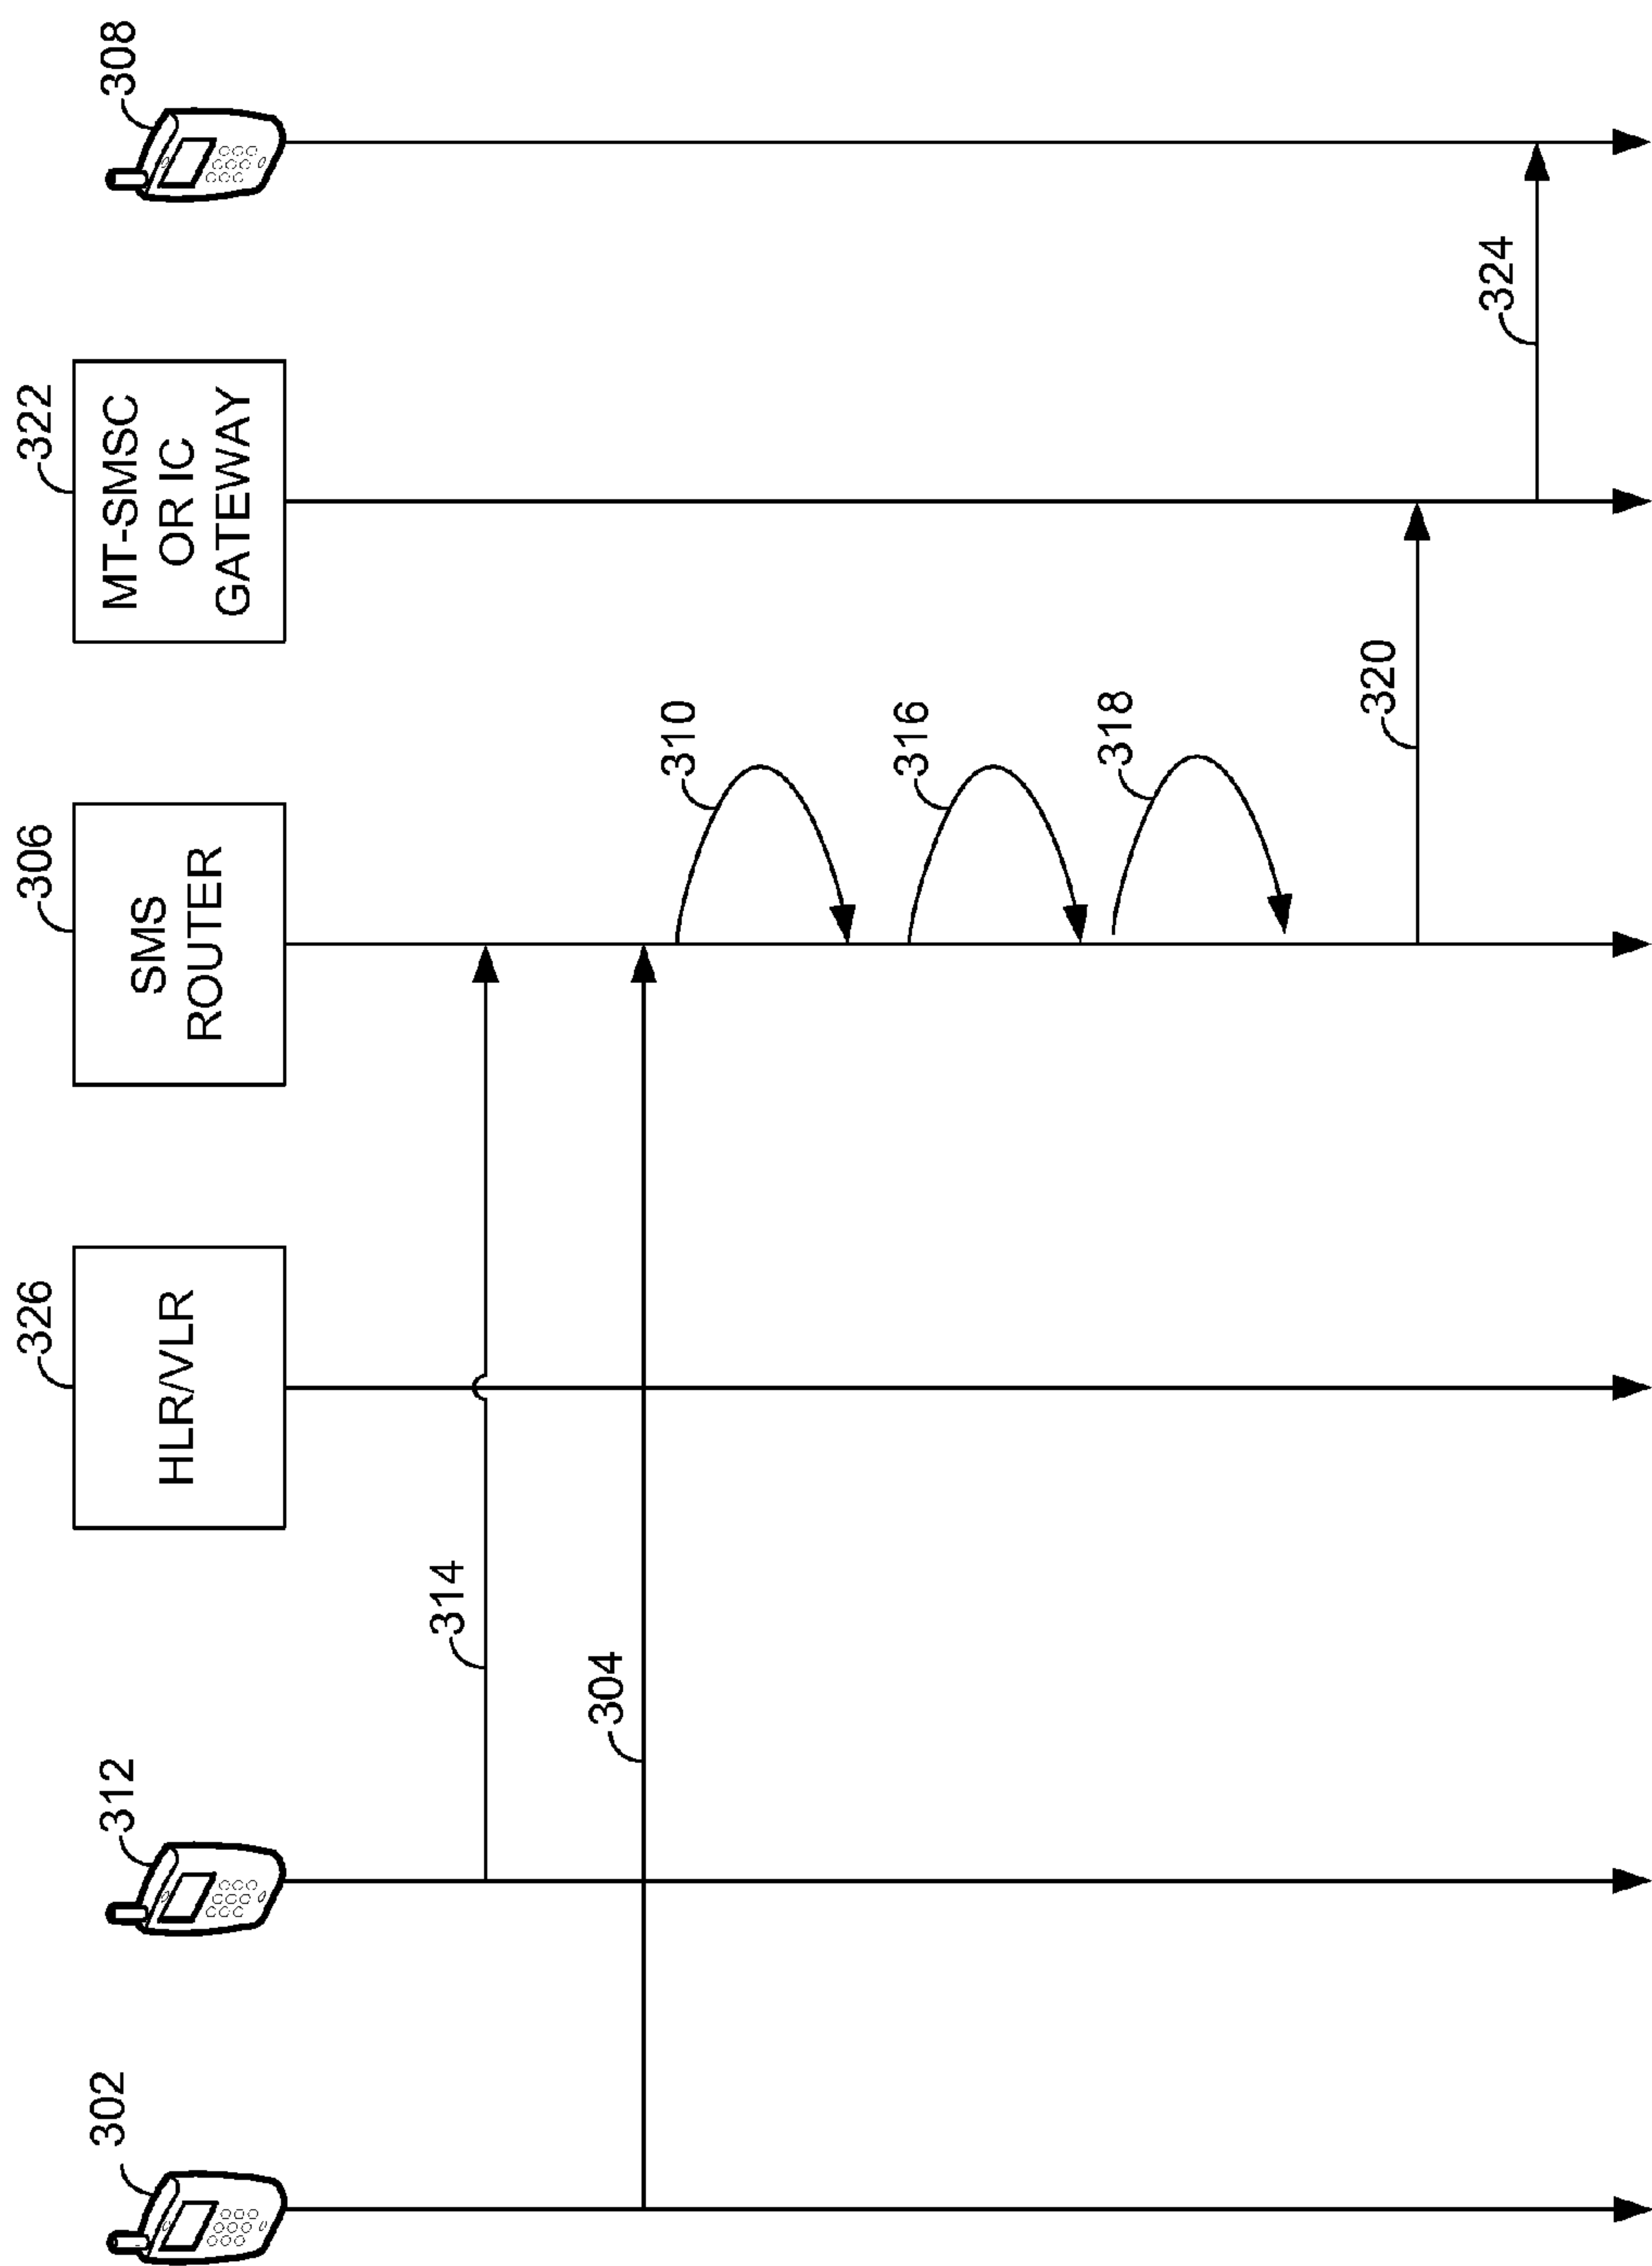 302
312
326
HLR/VLR
306
SMS
ROUTER
322
MT-SMSC
OR IC
GATEWAY
308
314
304
310
316
318
320
324